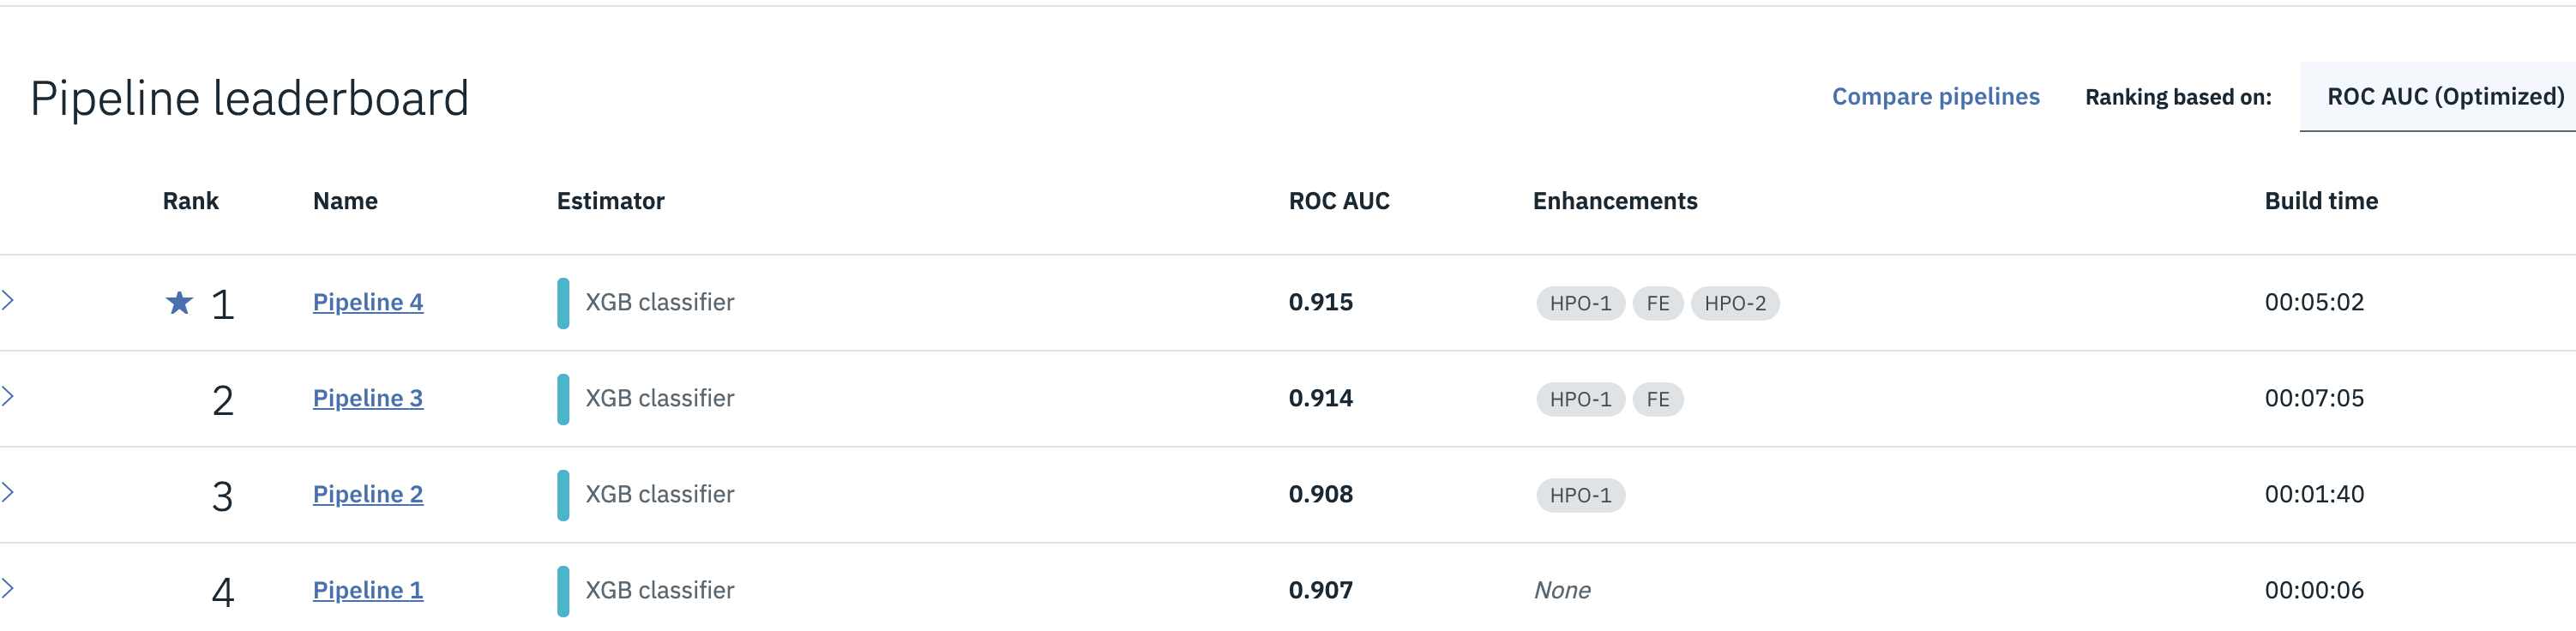 Pipeline leaderboard
Compare pipelines Ranking based on: ROC AUC (Optimized)
Rank Name Estimator ROC AUC Enhancements Build time
1 Pipeline 4 XGB classifier 0.915 HPO-1 FE HPO-2 00:05:02
2 Pipeline 3 XGB classifier 0.914 HPO-1 FE 00:07:05
3 Pipeline 2 XGB classifier 0.908 HPO-1 00:01:40
4 Pipeline 1 XGB classifier 0.907 None 00:00:06